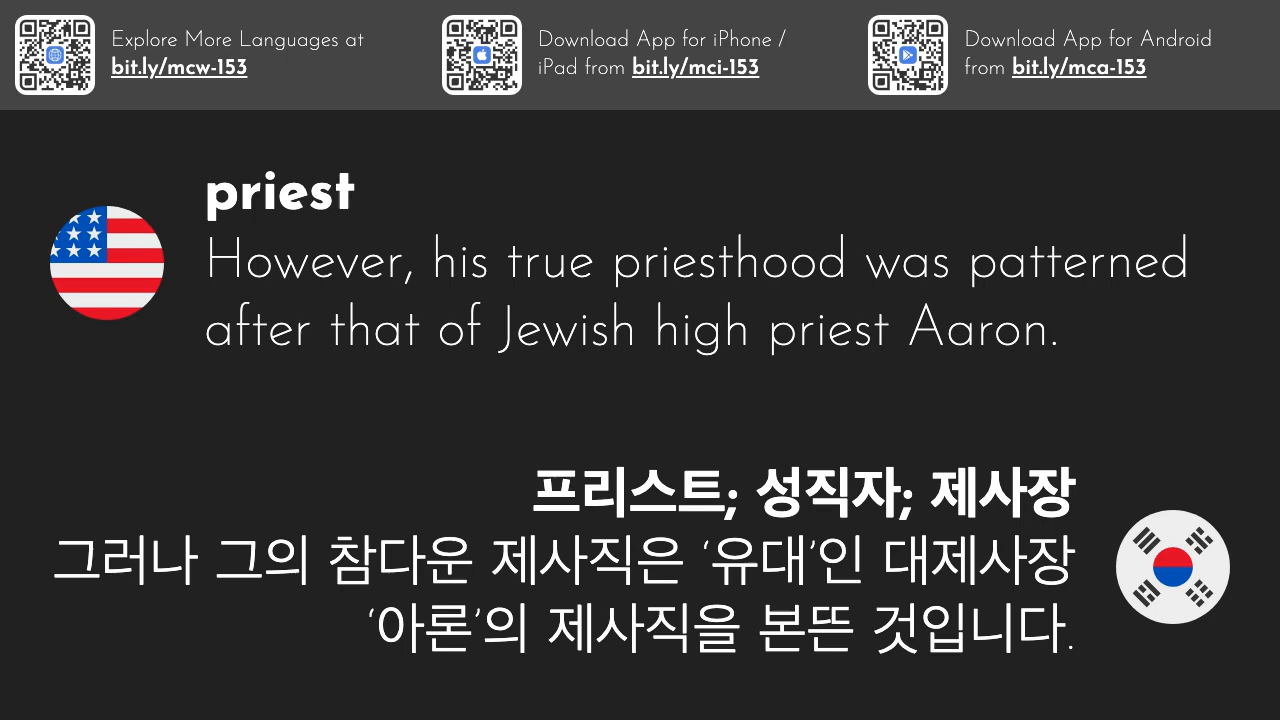 Explore More Languages at
bit.ly/mcw-153
Download App for iPhone /
iPad from bit.ly/mci-153
Download App for Android
from bit.ly/mca-153
priest
However, his true priesthood was patterned
after that of Jewish high priest Aaron.
프리스트; 성직자; 제사장
그러나 그의 참다운 제사직은 ‘유대’인 대제사장
‘아론’의 제사직을 본뜬 것입니다.